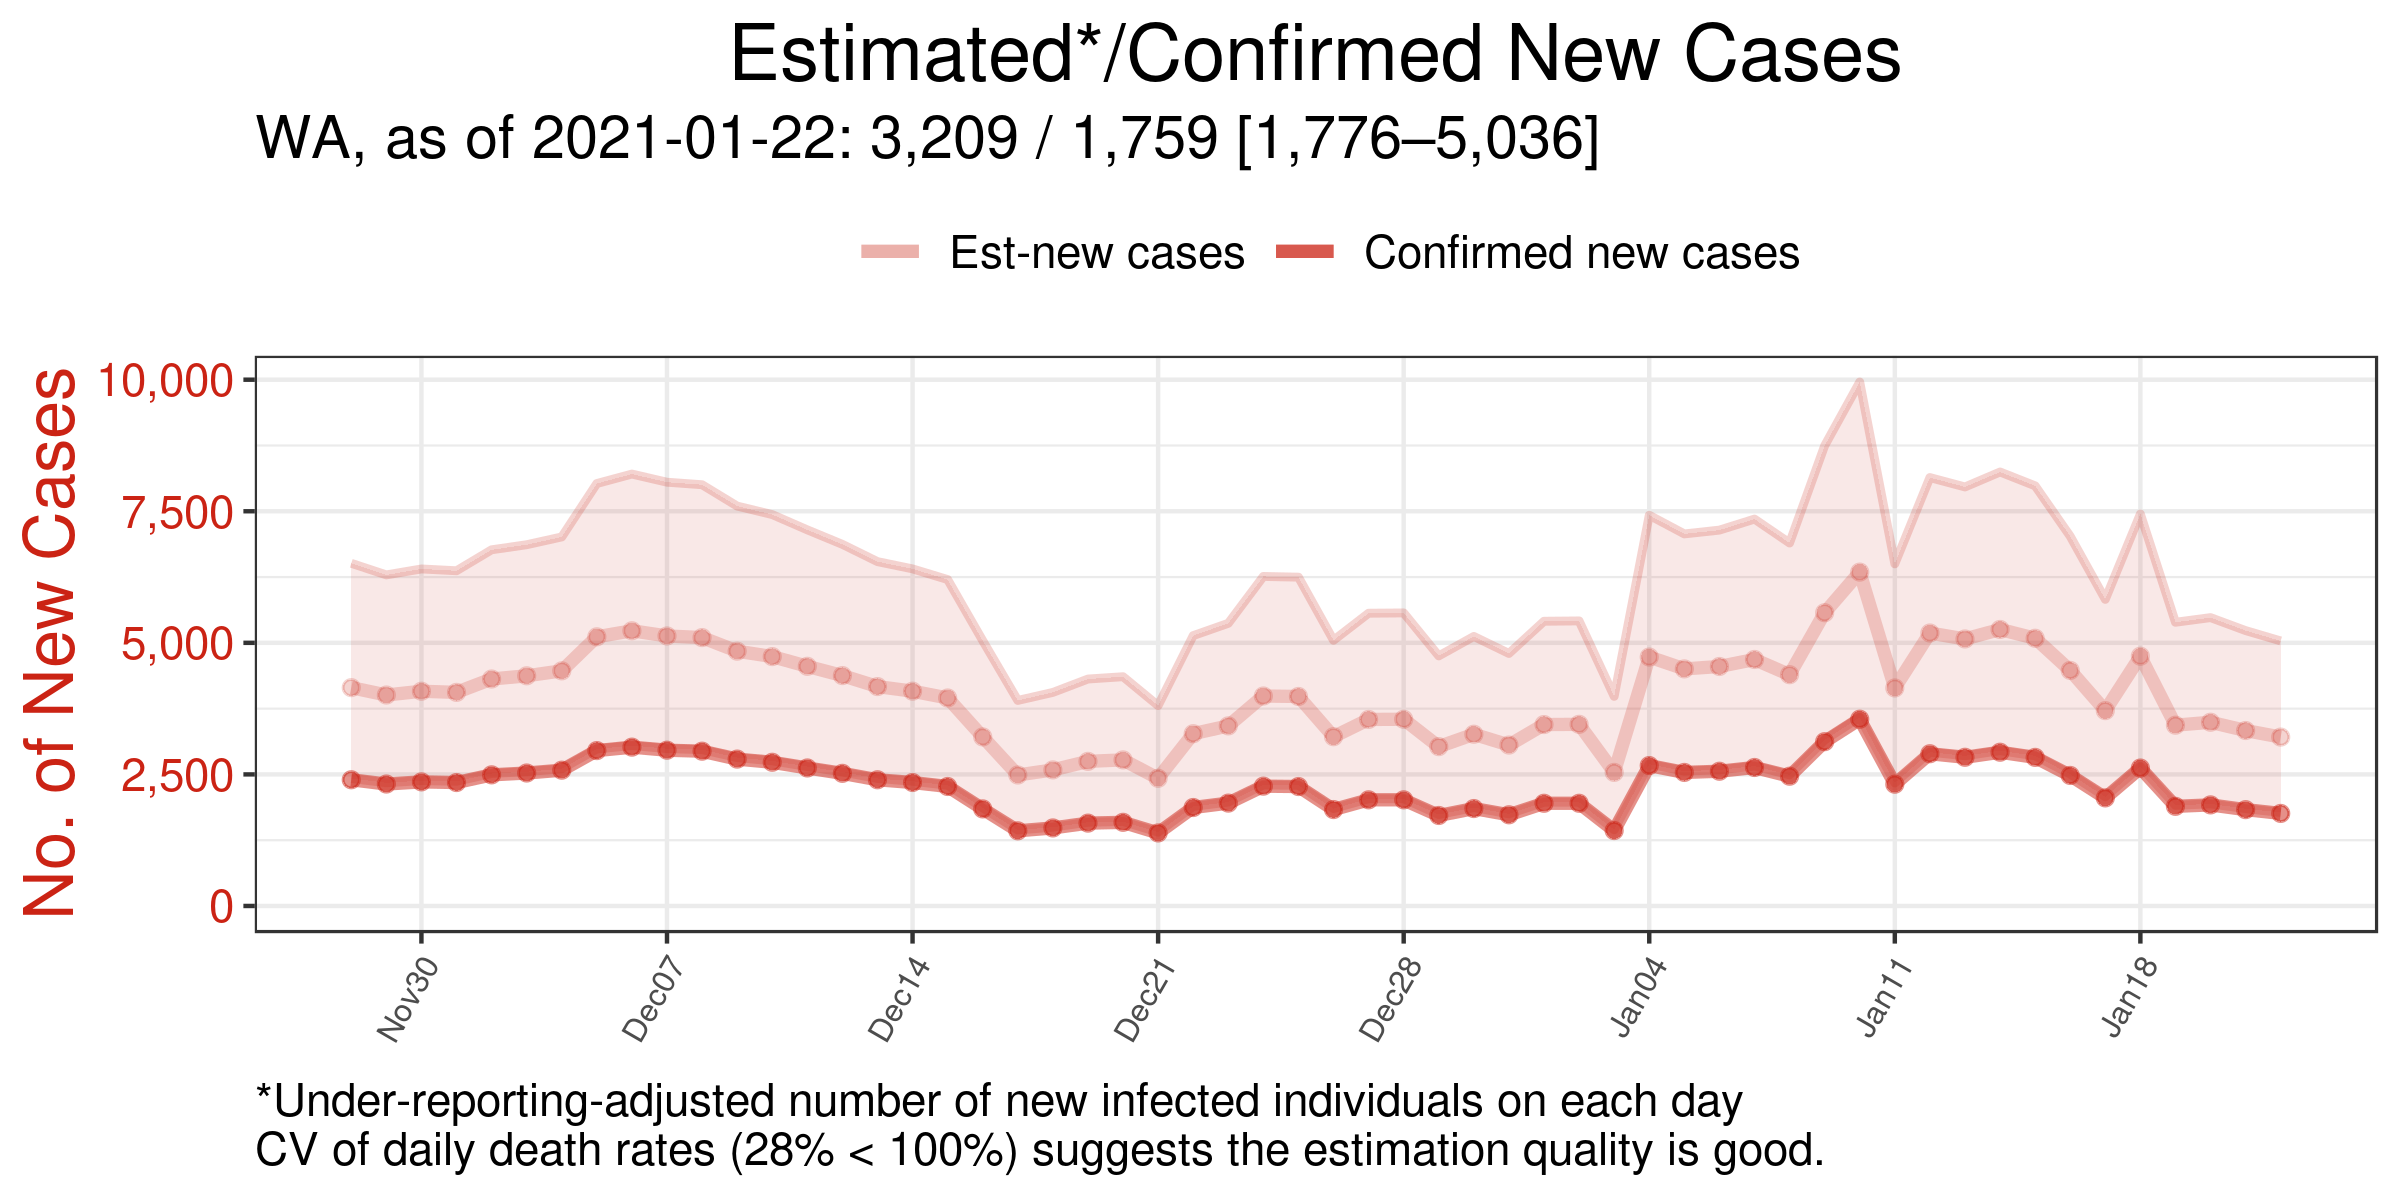 Estimated*/Confirmed New Cases
WA, as of 2021-01-22: 3,209 / 1,759 [1,776–5,036]
Est-new cases Confirmed new cases
No. of New Cases
10,000
7,500
5,000
2,500
0
Nov30 Dec07 Dec14 Dec21 Dec28 Jan04 Jan11 Jan18
*Under-reporting-adjusted number of new infected individuals on each day
CV of daily death rates (28% < 100%) suggests the estimation quality is good.